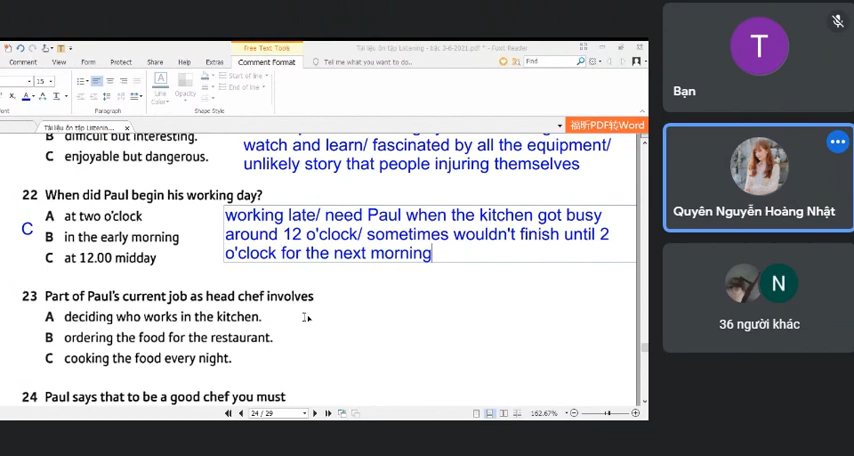 Free Text Tools
Tài liệu ôn tập Listening - bậc 3-6-2021.pdf * - Foxit Reader
Comment View Form Protect Share Help Extras Comment Format Tell me what you want to do.. Find
15
Line Color Opacity Start of line
End of line
Paragraph Shape Style
Tài liệu ôn tập Listenin...
福昕PDF转Word
B difficult but interesting.
C enjoyable but dangerous.
watch and learn/ fascinated by all the equipment/
unlikely story that people injuring themselves
22 When did Paul begin his working day?
A at two o'clock
B in the early morning
C at 12.00 midday
C
working late/ need Paul when the kitchen got busy
around 12 o'clock/ sometimes wouldn't finish until 2
o'clock for the next morning
23 Part of Paul's current job as head chef involves
A deciding who works in the kitchen.
B ordering the food for the restaurant.
C cooking the food every night.
24 Paul says that to be a good chef you must
24 / 29
162.67%
T
Bạn
Quyên Nguyễn Hoàng Nhật
N
36 người khác